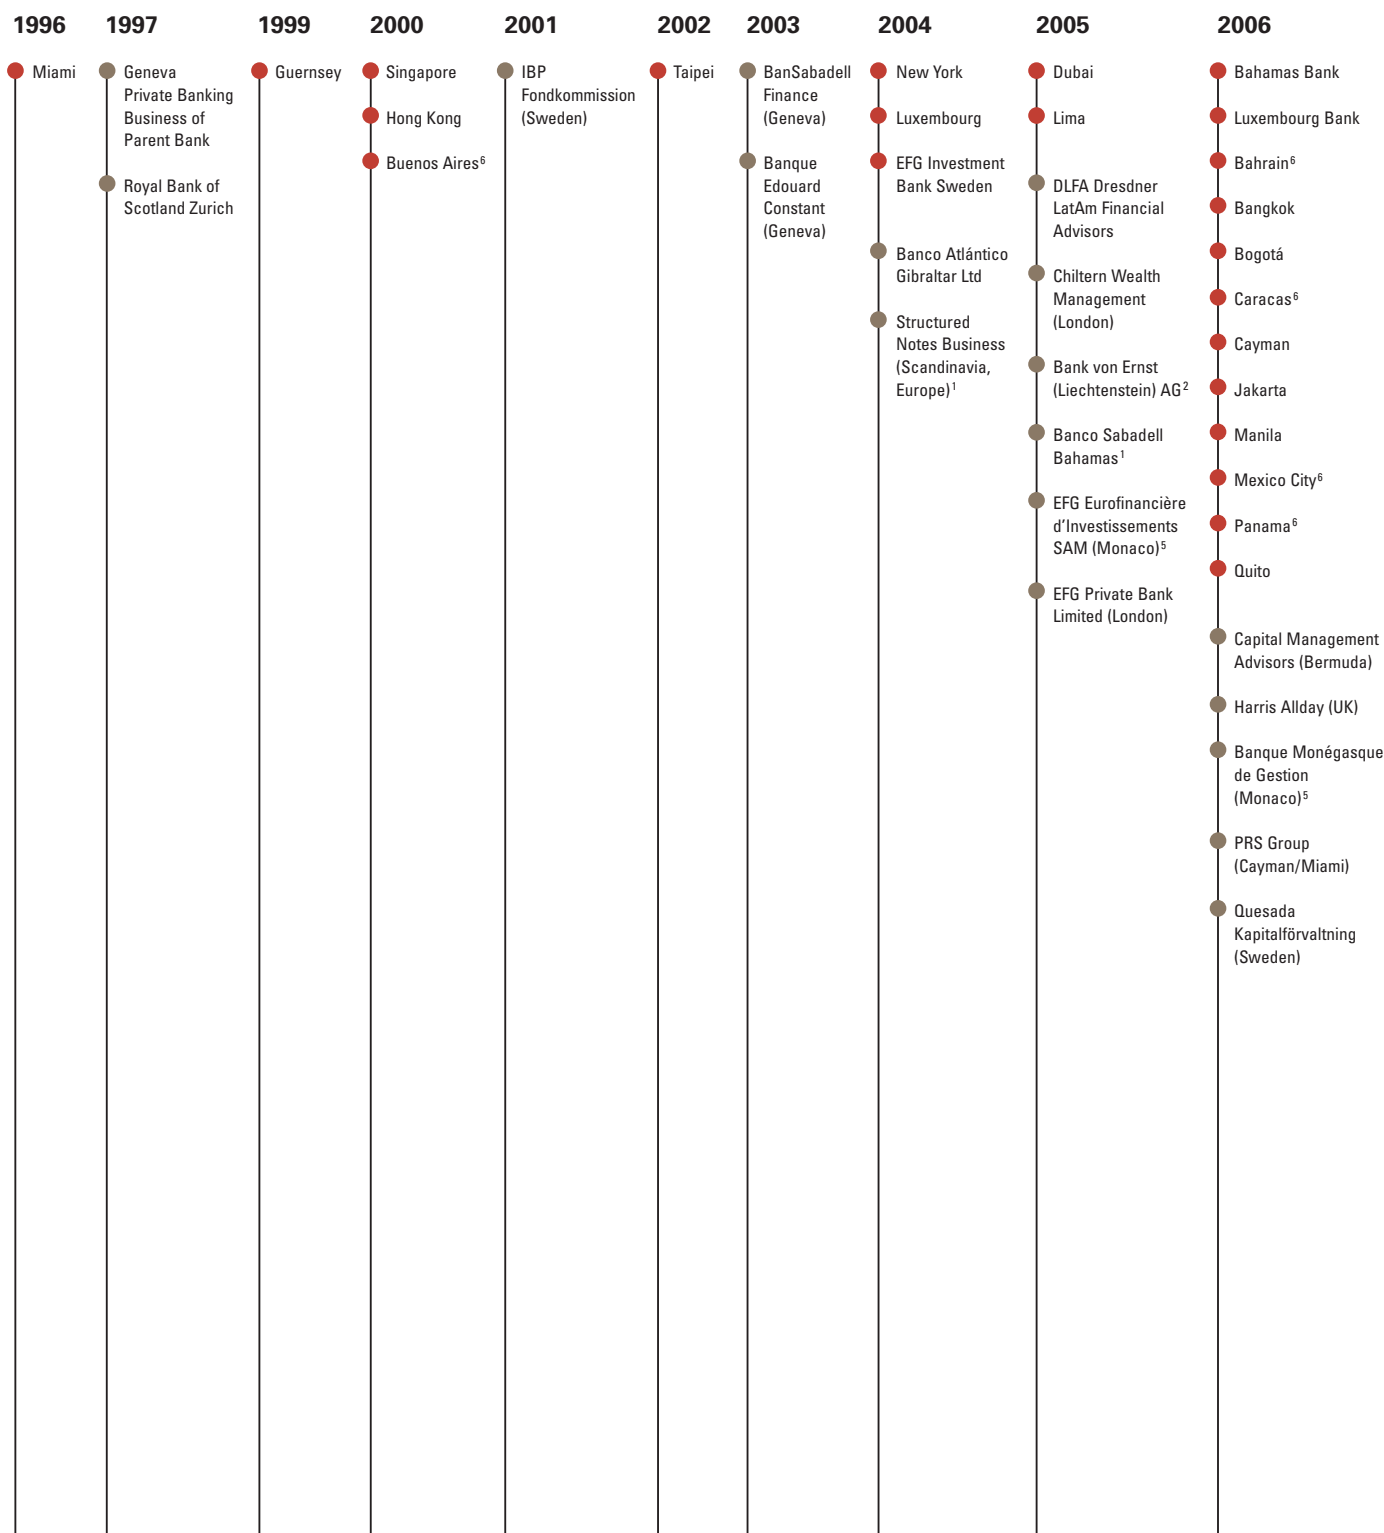 1996
Miami
1997
Geneva
Private Banking
Business of
Parent Bank
Royal Bank of
Scotland Zurich
1999
Guernsey
2000
Singapore
Hong Kong
Buenos Aires⁶
2001
IBP
Fondkommission
(Sweden)
2002
Taipei
2003
BanSabadell
Finance
(Geneva)
Banque
Edouard
Constant
(Geneva)
2004
New York
Luxembourg
EFG Investment
Bank Sweden
Banco Atlántico
Gibraltar Ltd
Structured
Notes Business
(Scandinavia,
Europe)¹
2005
Dubai
Lima
DLFA Dresdner
LatAm Financial
Advisors
Chiltern Wealth
Management
(London)
Bank von Ernst
(Liechtenstein) AG²
Banco Sabadell
Bahamas¹
EFG Eurofinancière
d'Investissements
SAM (Monaco)⁵
EFG Private Bank
Limited (London)
2006
Bahamas Bank
Luxembourg Bank
Bahrain⁶
Bangkok
Bogotá
Caracas⁶
Cayman
Jakarta
Manila
Mexico City⁶
Panama⁶
Quito
Capital Management
Advisors (Bermuda)
Harris Allday (UK)
Banque Monégasque
de Gestion
(Monaco)⁵
PRS Group
(Cayman/Miami)
Quesada
Kapitalförvaltning
(Sweden)